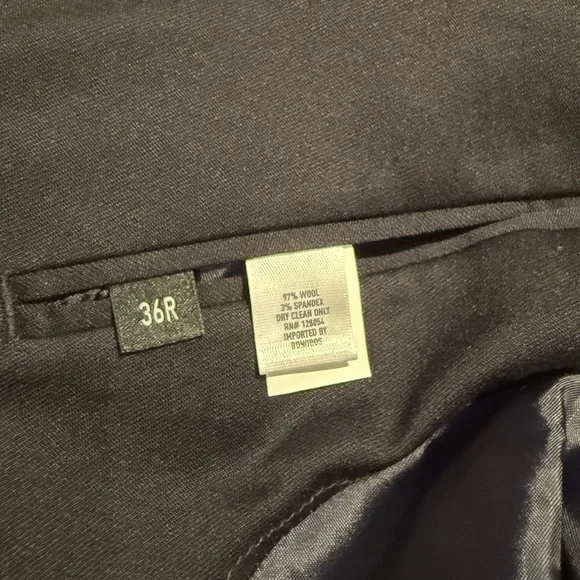 36R
97% WOOL
3% SPANDEX
DRY CLEAN ONLY
RN# 128054
IMPORTED BY
BONOBOS